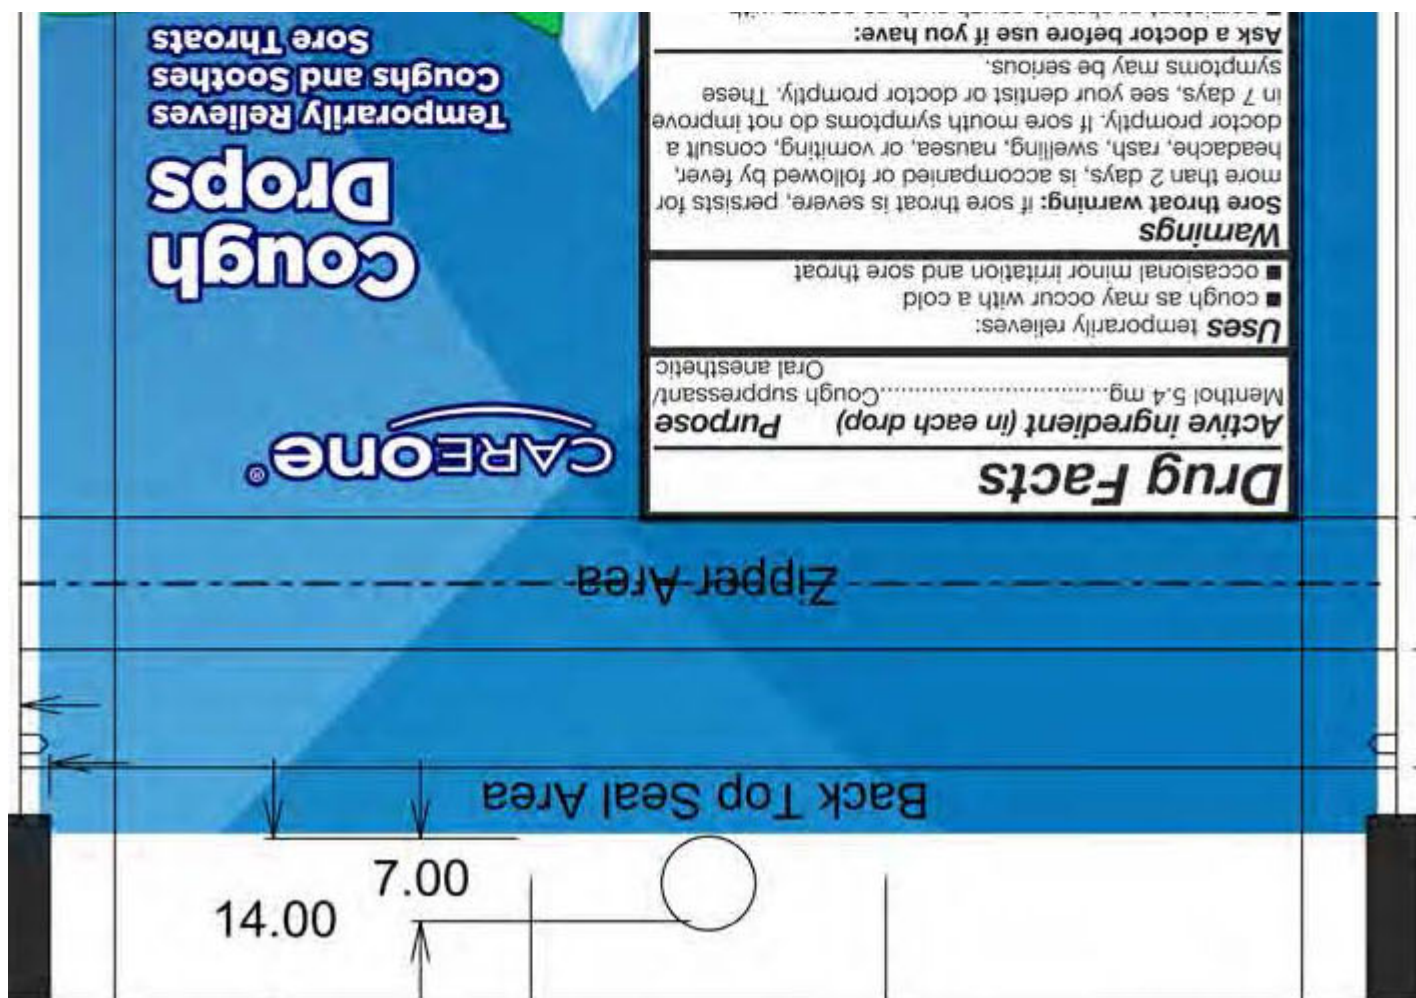 Drug Facts
Active ingredient (in each drop) Purpose
Menthol 5.4 mg..................................Cough suppressant/
Oral anesthetic
Uses temporarily relieves:
■ cough as may occur with a cold
■ occasional minor irritation and sore throat
Warnings
Sore throat warning: if sore throat is severe, persists for
more than 2 days, is accompanied or followed by fever,
headache, rash, swelling, nausea, or vomiting, consult a
doctor promptly. If sore mouth symptoms do not improve
in 7 days, see your dentist or doctor promptly. These
symptoms may be serious.
Ask a doctor before use if you have:
CAREone®
Cough
Drops
Temporarily Relieves
Coughs and Soothes
Sore Throats
Zipper Area
Back Top Seal Area
7.00
14.00